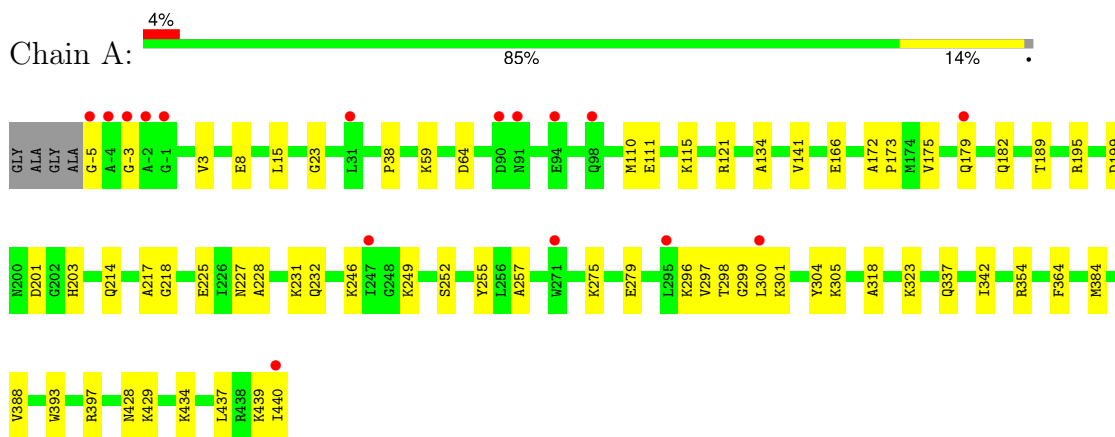 4%
Chain A:
85% 14% •
GLY ALA GLY ALA G-5 A-4 G-3 A-2 G-1 V3 E8 L15 G23 L31 P38 K59 D64 D90 N91 E94 Q98 M110 E111 K115 R121 A134 V141 E166 A172 P173 M174 V175 Q179 Q182 T189 R195
N200 D201 G202 H203 Q214 A217 G218 E225 I226 N227 A228 K231 Q232 K246 I247 G248 K249 S252 Y255 L256 A257 W271 K275 E279 L295 K296 V297 T298 G299 L300 K301 Y304 K305 A318 K323 Q337 I342 R354 F364 M384
V388 W393 R397 N428 K429 K434 L437 R438 K439 I440